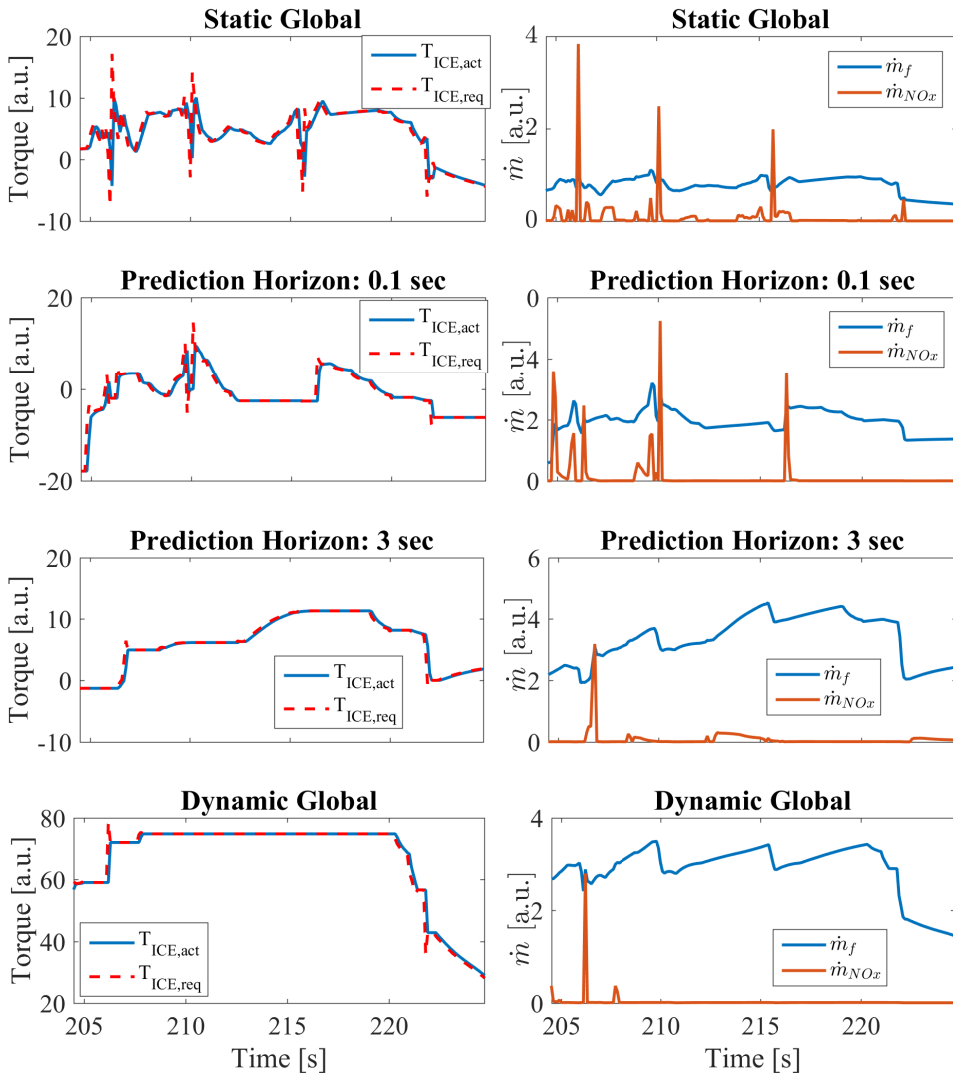 Static Global
Torque [a.u.]
20
10
0
-10
T_ICE,act
T_ICE,req
Static Global
ṁ [a.u.]
4
2
0
ṁ_f
ṁ_NOx
Prediction Horizon: 0.1 sec
Torque [a.u.]
20
0
-20
T_ICE,act
T_ICE,req
Prediction Horizon: 0.1 sec
ṁ [a.u.]
0
4
2
0
ṁ_f
ṁ_NOx
Prediction Horizon: 3 sec
Torque [a.u.]
20
10
0
-10
T_ICE,act
T_ICE,req
Prediction Horizon: 3 sec
ṁ [a.u.]
6
4
2
0
ṁ_f
ṁ_NOx
Dynamic Global
Torque [a.u.]
80
60
40
20
T_ICE,act
T_ICE,req
205 210 215 220
Time [s]
Dynamic Global
ṁ [a.u.]
4
2
0
ṁ_f
ṁ_NOx
205 210 215 220
Time [s]